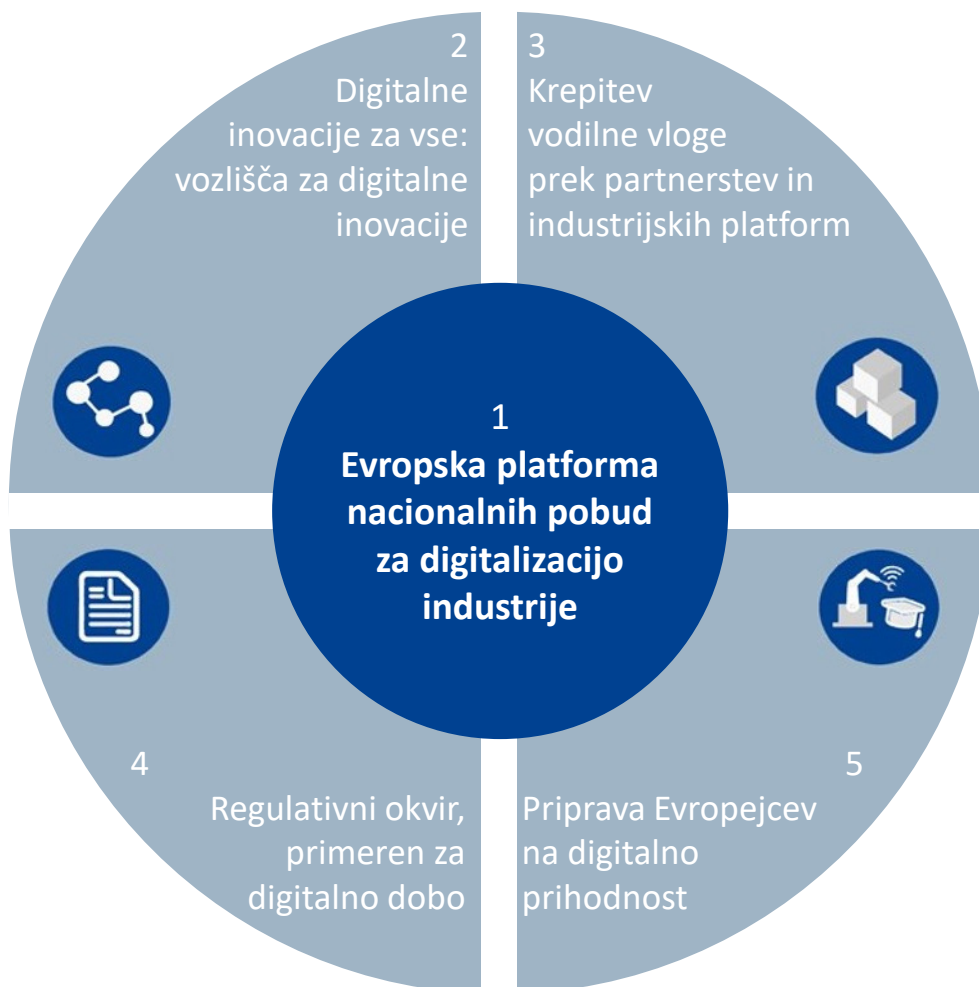 2
Digitalne
inovacije za vse:
vozlišča za digitalne
inovacije
3
Krepitev
vodilne vloge
prek partnerstev in
industrijskih platform
1
Evropska platforma
nacionalnih pobud
za digitalizacijo
industrije
4
Regulativni okvir,
primeren za
digitalno dobo
5
Priprava Evropejcev
na digitalno
prihodnost